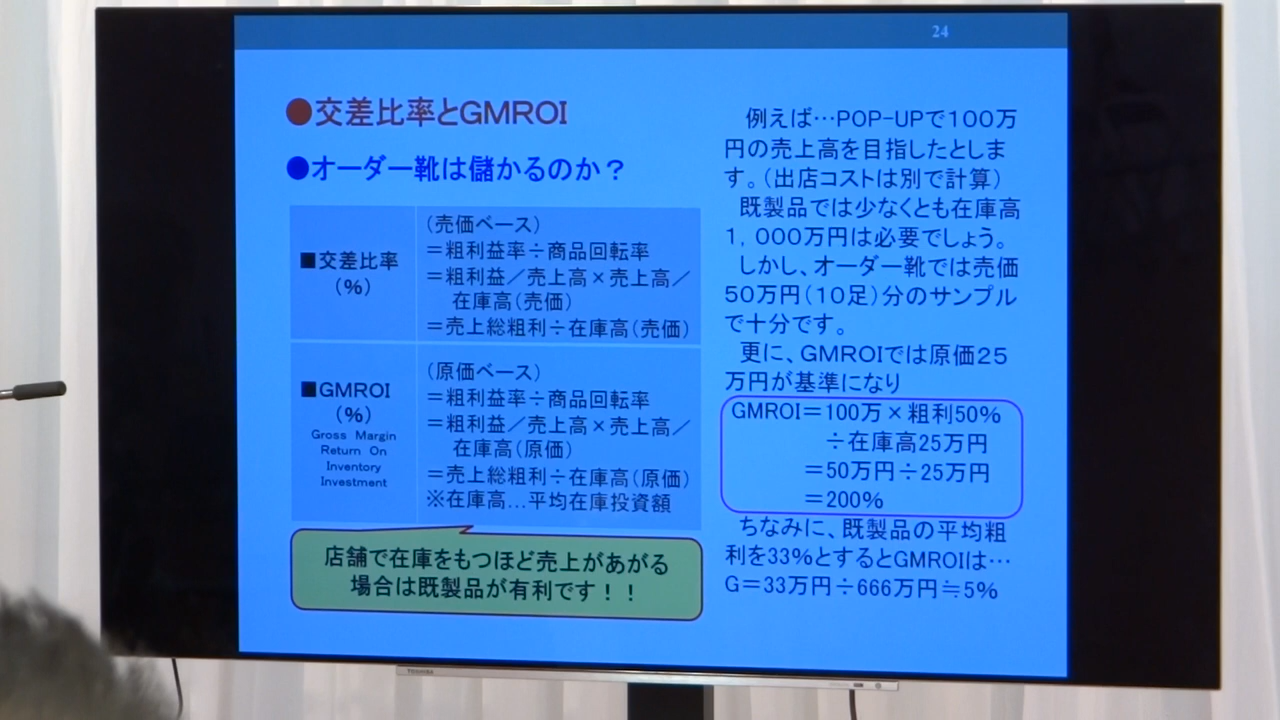 24
●交差比率とGMROI
●オーダー靴は儲かるのか？
■交差比率
(％)
（売価ベース）
＝粗利益率÷商品回転率
＝粗利益／売上高×売上高／
在庫高（売価）
＝売上総粗利÷在庫高（売価）
■GMROI
(％)
Gross Margin
Return On
Inventory
Investment
（原価ベース）
＝粗利益率÷商品回転率
＝粗利益／売上高×売上高／
在庫高（原価）
＝売上総粗利÷在庫高（原価）
※在庫高…平均在庫投資額
店舗で在庫をもつほど売上があがる
場合は既製品が有利です！！
例えば…POP-UPで１００万
円の売上高を目指したとしま
す。（出店コストは別で計算）
既製品では少なくとも在庫高
１，０００万円は必要でしょう。
しかし、オーダー靴では売価
５０万円（１０足）分のサンプル
で十分です。
更に、GMROIでは原価２５
万円が基準になり
GMROI＝100万×粗利50％
÷在庫高25万円
＝50万円÷25万円
＝200％
ちなみに、既製品の平均粗
利を33％とするとGMROIは…
G＝33万円÷666万円≒5％
TOSHIBA